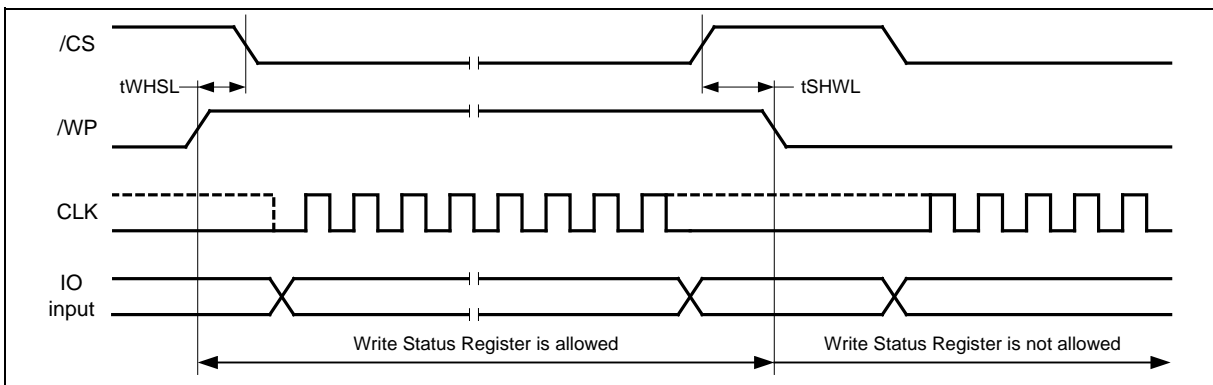 /CS
tWHSL
tSHWL
/WP
CLK
IO
input
Write Status Register is allowed
Write Status Register is not allowed